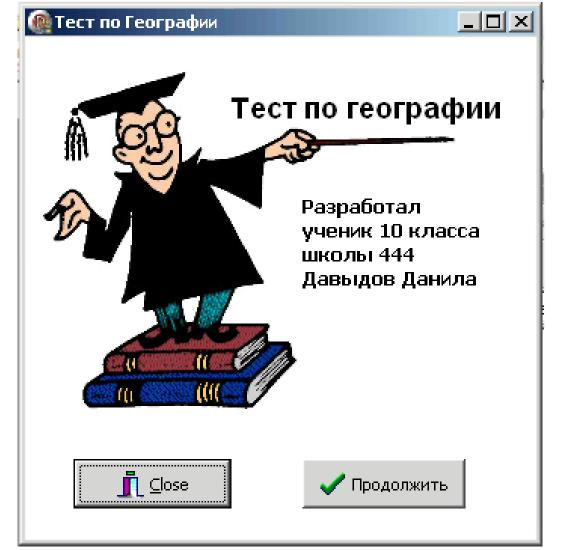 Тест по Географии
Тест по географии
Разработал
ученик 10 класса
школы 444
Давыдов Данила
Close
Продолжить